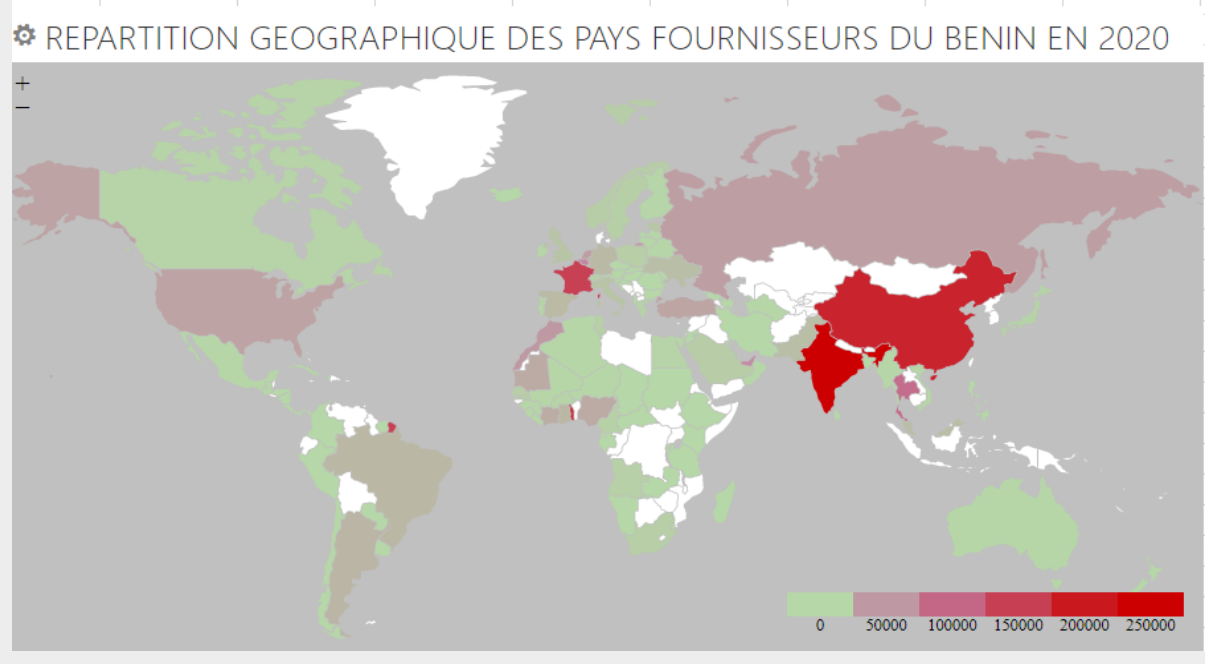 REPARTITION GEOGRAPHIQUE DES PAYS FOURNISSEURS DU BENIN EN 2020
+
−
0 50000 100000 150000 200000 250000